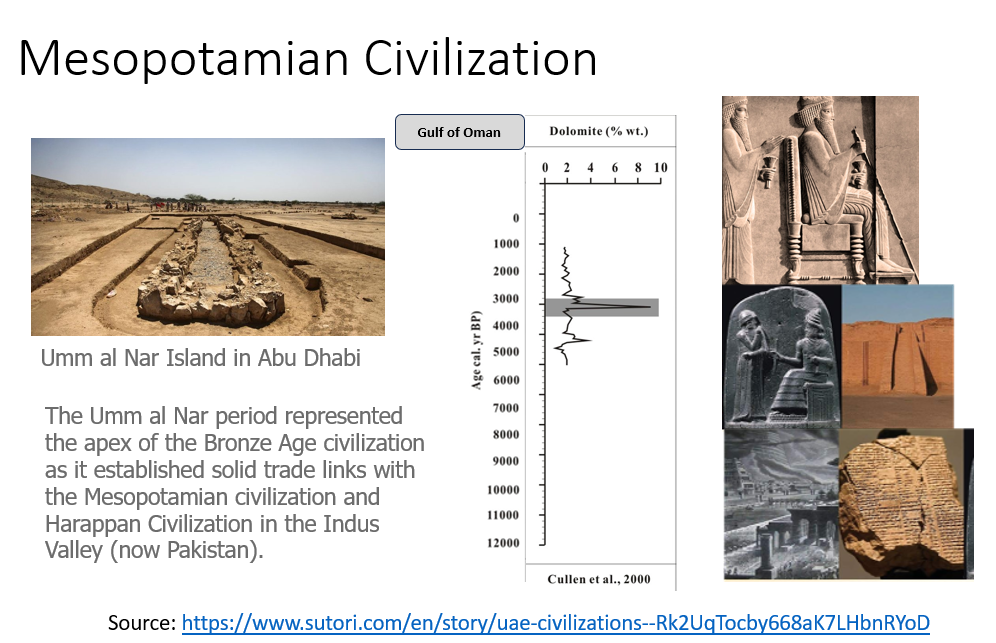 Mesopotamian Civilization
Umm al Nar Island in Abu Dhabi
The Umm al Nar period represented
the apex of the Bronze Age civilization
as it established solid trade links with
the Mesopotamian civilization and
Harappan Civilization in the Indus
Valley (now Pakistan).
Gulf of Oman
Dolomite (% wt.)
0 2 4 6 8 10
Age cal. yr BP)
0
1000
2000
3000
4000
5000
6000
7000
8000
9000
10000
11000
12000
Cullen et al., 2000
Source: https://www.sutori.com/en/story/uae-civilizations--Rk2UqTocby668aK7LHbnRYoD